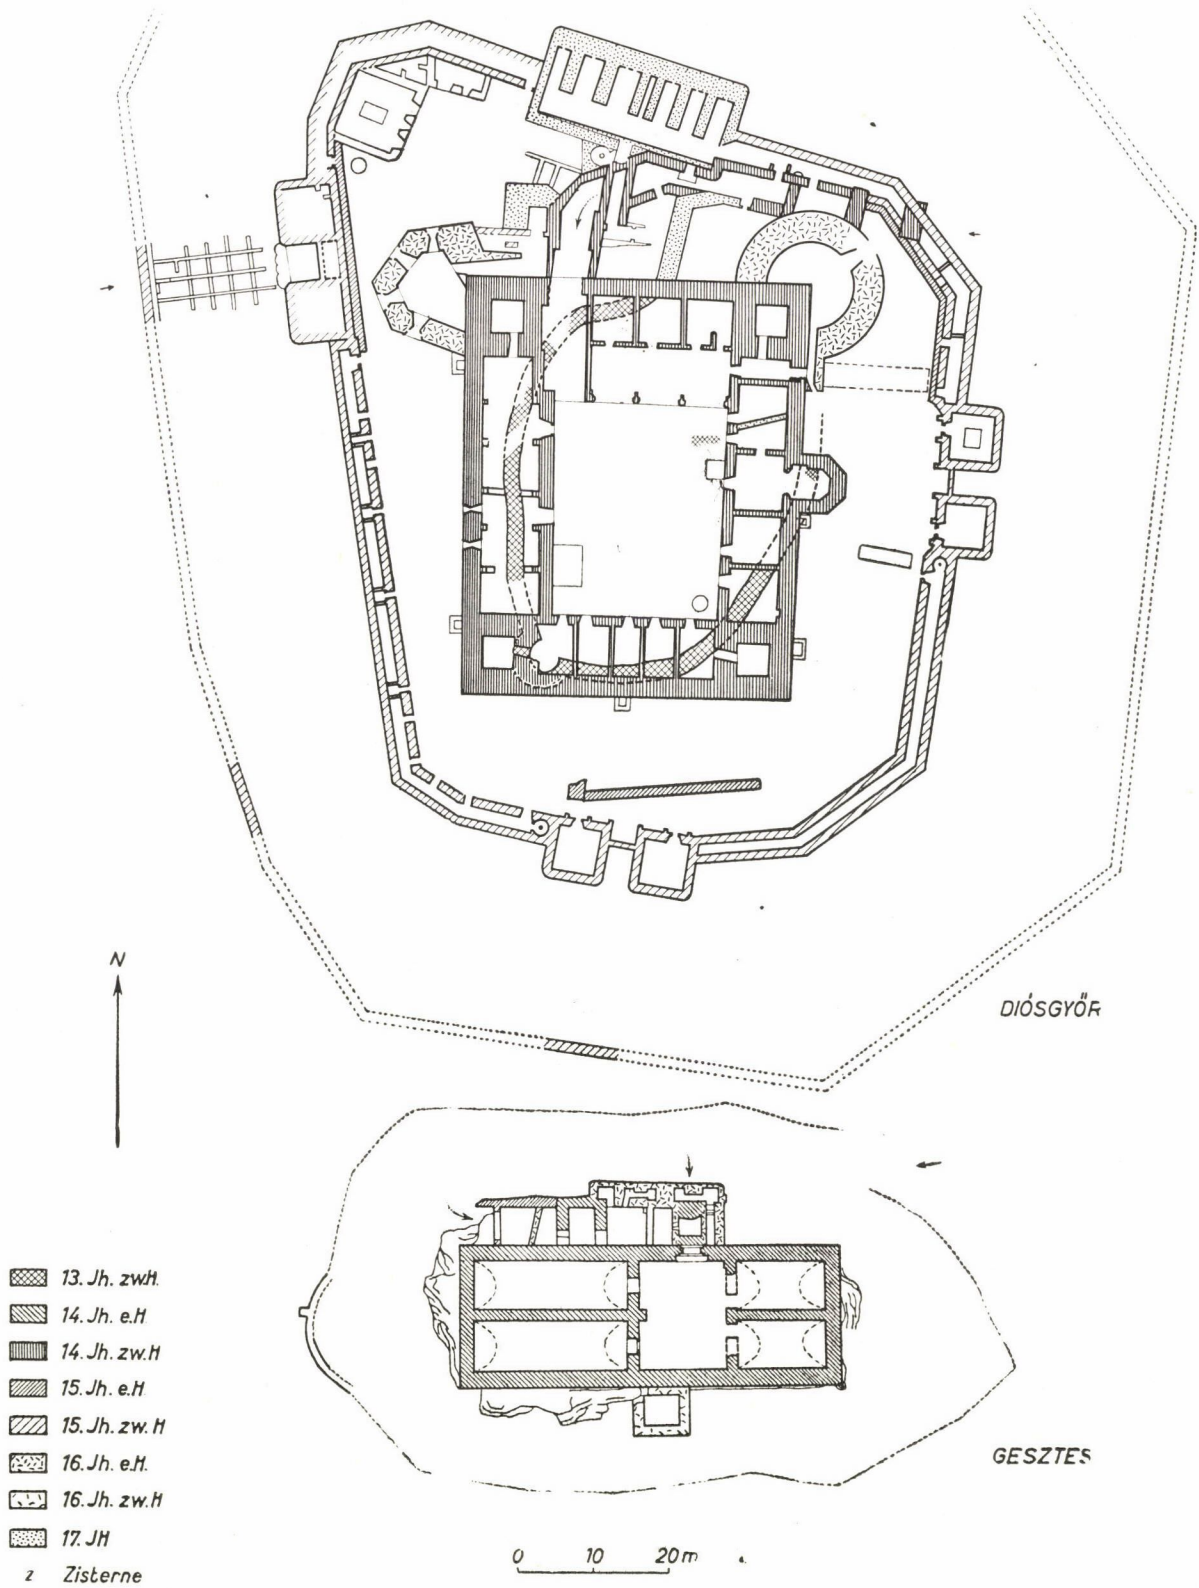 N
DIÓSGYŐR
GESZTES
13. Jh. zw.H.
14. Jh. e.H
14. Jh. zw. H
15. Jh. e.H
15. Jh. zw. H
16. Jh. e.H.
16. Jh. zw. H
17. JH
z Zisterne
0 10 20 m